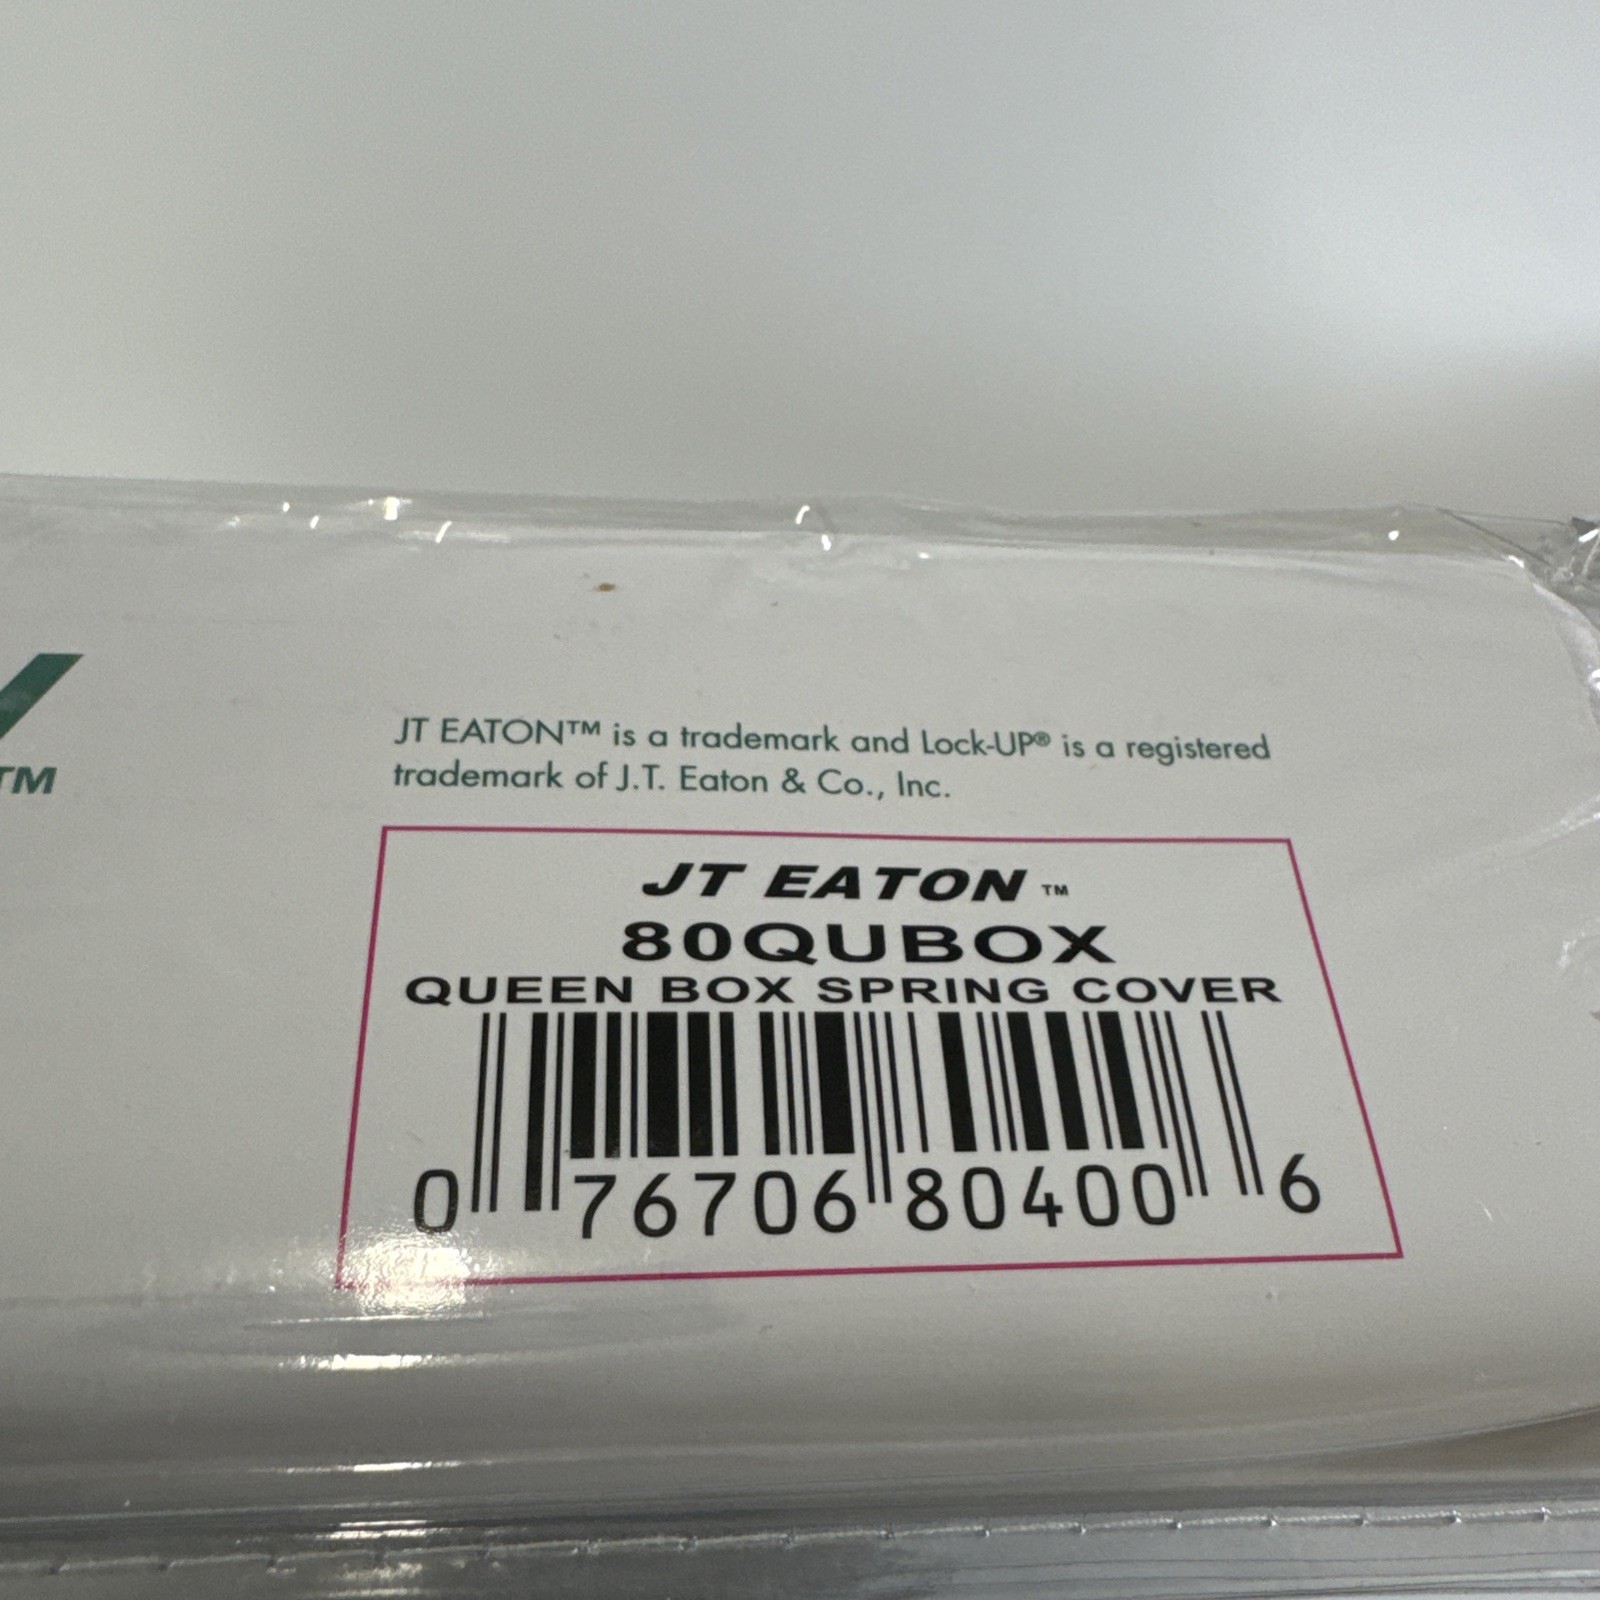 TM
JT EATON™ is a trademark and Lock-UP® is a registered
trademark of J.T. Eaton & Co., Inc.
JT EATON™
80QUBOX
QUEEN BOX SPRING COVER
0 76706 80400 6